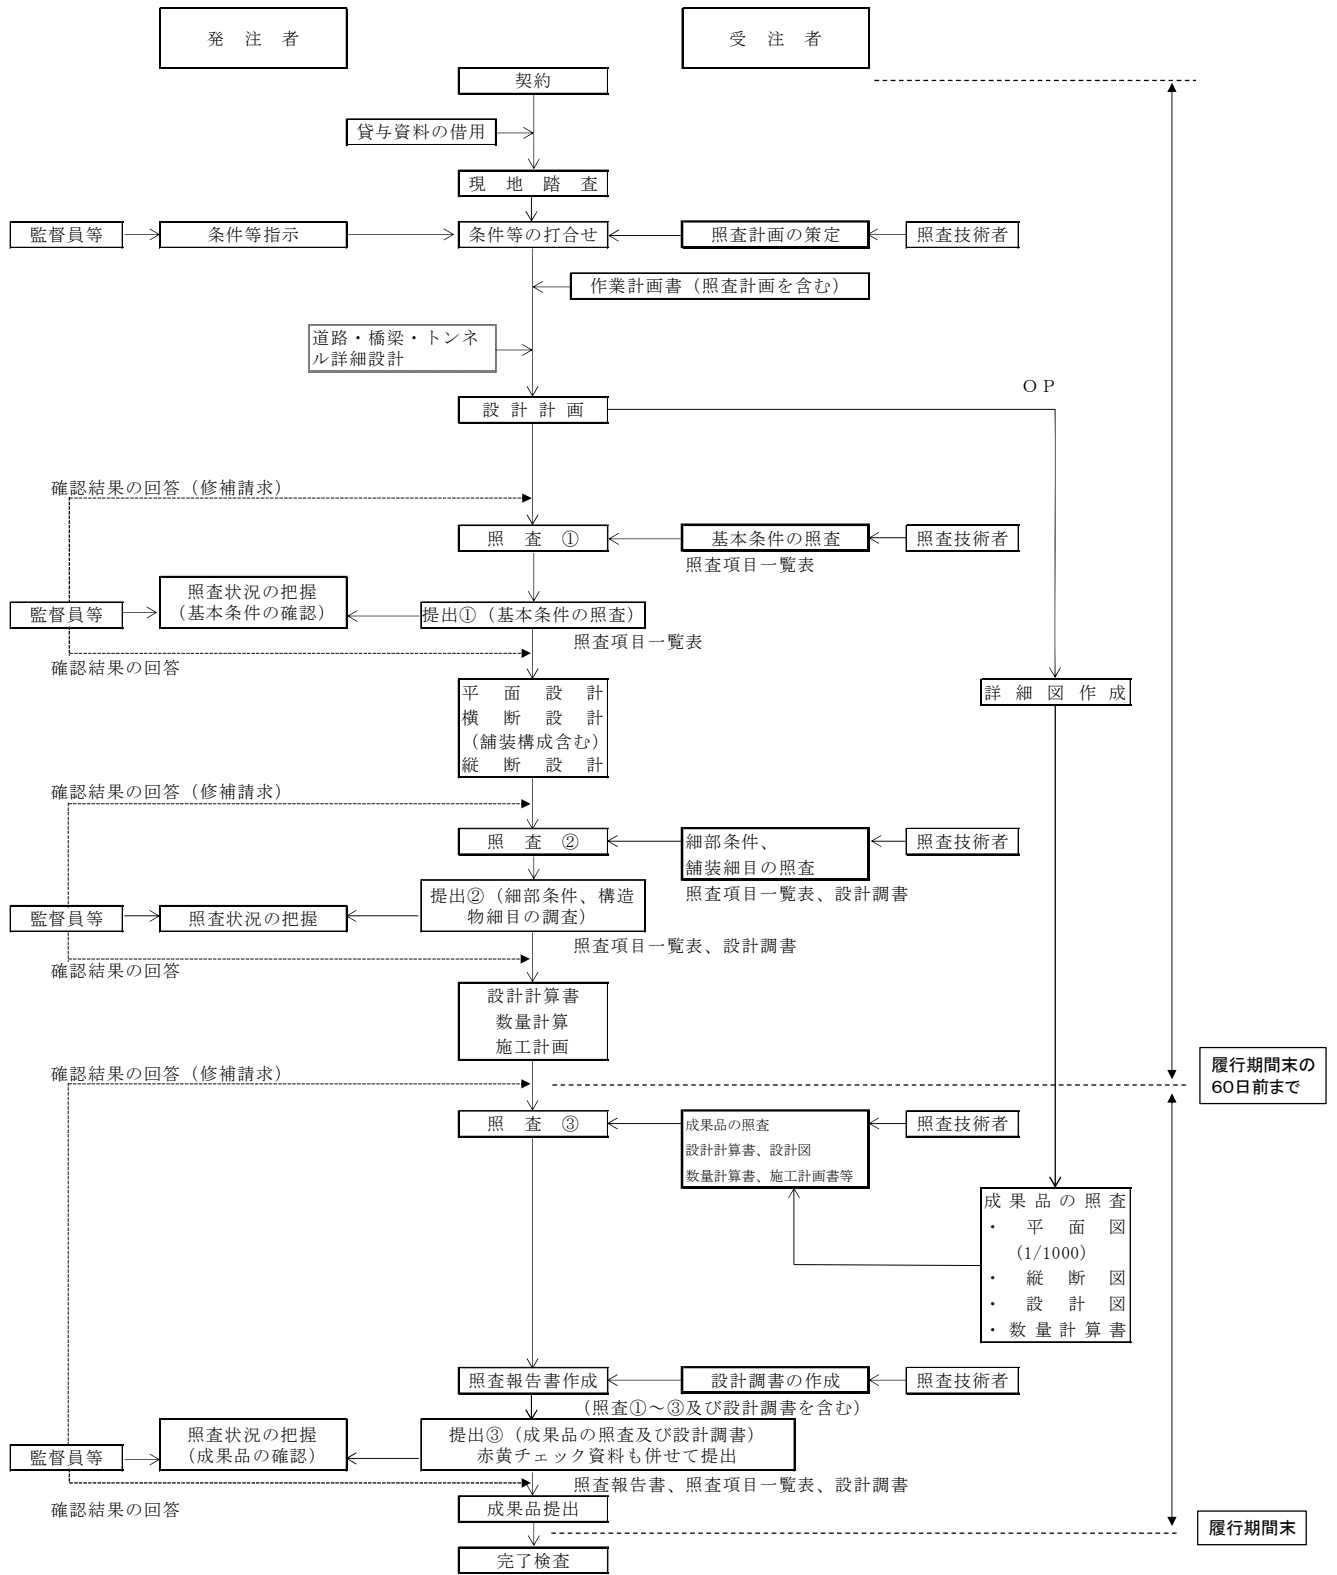 発　注　者
受　注　者
契約
貸与資料の借用
現　地　踏　査
監督員等
条件等指示
条件等の打合せ
照査計画の策定
照査技術者
作業計画書（照査計画を含む）
道路・橋梁・トンネ
ル詳細設計
ＯＰ
設 計 計 画
確認結果の回答（修補請求）
照　査　①
基本条件の照査
照査技術者
照査項目一覧表
監督員等
照査状況の把握
（基本条件の確認）
提出①（基本条件の照査）
照査項目一覧表
確認結果の回答
平　面　設　計
横　断　設　計
（舗装構成含む）
縦　断　設　計
詳 細 図 作 成
確認結果の回答（修補請求）
照　査　②
細部条件、
舗装細目の照査
照査技術者
照査項目一覧表、設計調書
監督員等
照査状況の把握
提出②（細部条件、構造
物細目の調査）
照査項目一覧表、設計調書
確認結果の回答
設計計算書
数量計算
施工計画
履行期間末の
60日前まで
確認結果の回答（修補請求）
照　査　③
成果品の照査
設計計算書、設計図
数量計算書、施工計画書等
照査技術者
成 果 品 の 照 査
・　平　面　図
（1/1000）
・　縦　断　図
・　設　計　図
・ 数 量 計 算 書
照査報告書作成
設計調書の作成
照査技術者
（照査①～③及び設計調書を含む）
監督員等
照査状況の把握
（成果品の確認）
提出③（成果品の照査及び設計調書）
赤黄チェック資料も併せて提出
照査報告書、照査項目一覧表、設計調書
確認結果の回答
成果品提出
履行期間末
完了検査